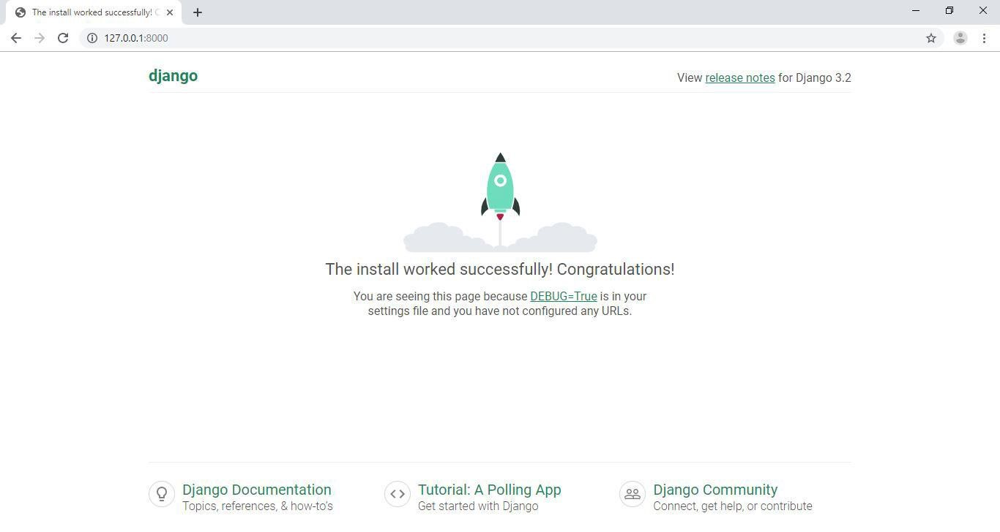 The install worked successfully! C
127.0.0.1:8000
django
View release notes for Django 3.2
The install worked successfully! Congratulations!
You are seeing this page because DEBUG=True is in your
settings file and you have not configured any URLs.
Django Documentation
Topics, references, & how-to’s
Tutorial: A Polling App
Get started with Django
Django Community
Connect, get help, or contribute